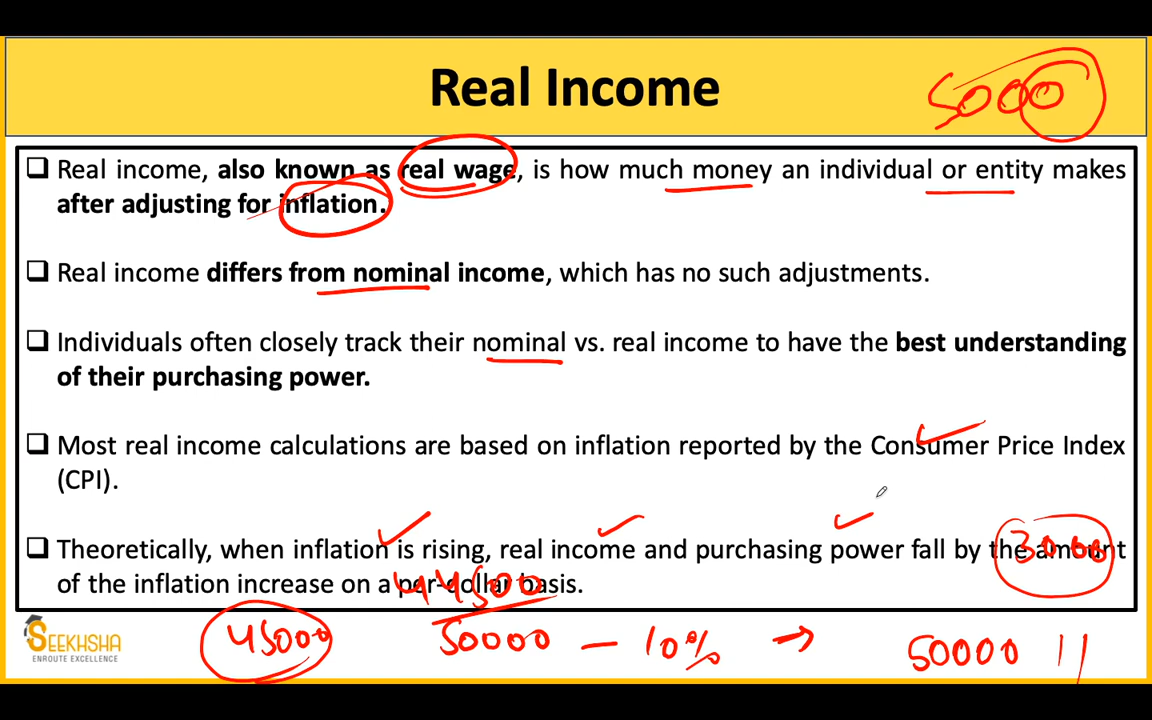 Real Income
5000
❑ Real income, also known as real wage, is how much money an individual or entity makes
after adjusting for inflation.
❑ Real income differs from nominal income, which has no such adjustments.
❑ Individuals often closely track their nominal vs. real income to have the best understanding
of their purchasing power.
❑ Most real income calculations are based on inflation reported by the Consumer Price Index
(CPI).
❑ Theoretically, when inflation is rising, real income and purchasing power fall by the amount
of the inflation increase on a per-dollar basis.
3000
44500
SEEKHSHA
ENROUTE EXCELLENCE
45000
50000 – 10% → 50000 //